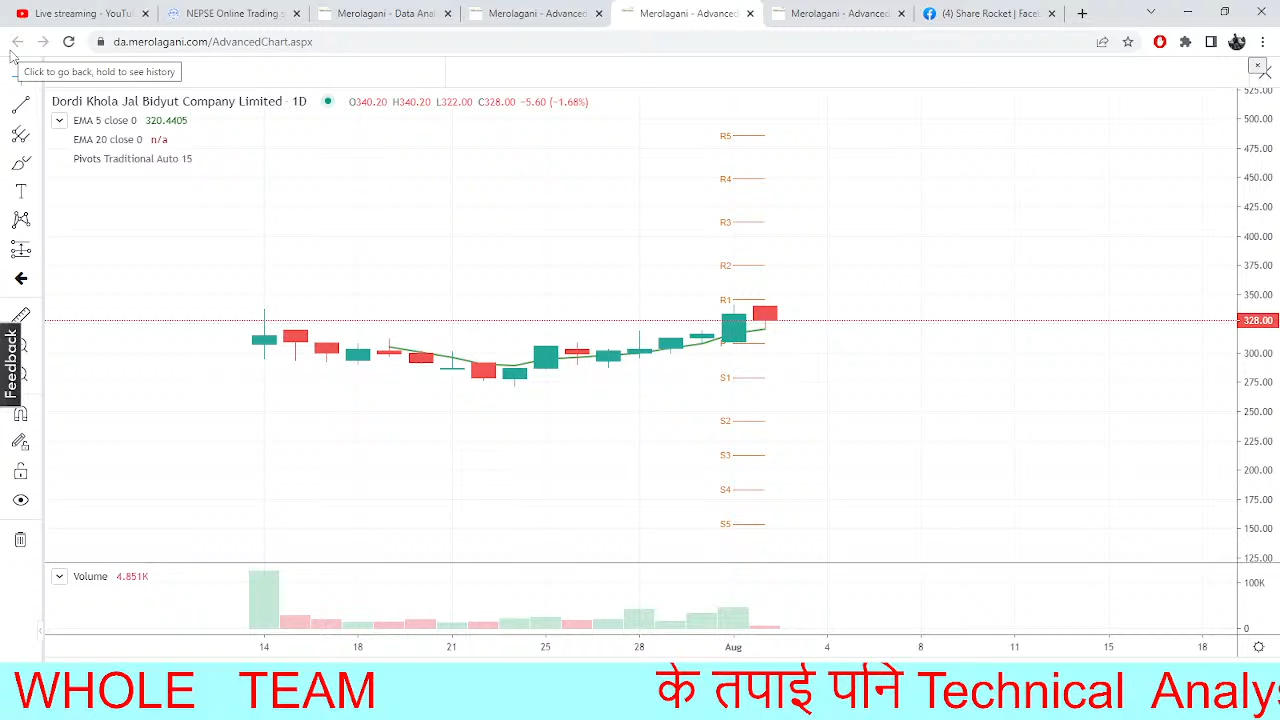 Live streaming - YouTu
NEPSE Online Trading s
Merolagani - Data Anal
Merolagani - Advanced
Merolagani - Advanced
Merolagani - Advanced
(4) Share Rocket | Face
da.merolagani.com/AdvancedChart.aspx
Click to go back, hold to see history
Dordi Khola Jal Bidyut Company Limited · 1D O340.20 H340.20 L322.00 C328.00 −5.60 (−1.68%)
EMA 5 close 0 320.4405
EMA 20 close 0 n/a
Pivots Traditional Auto 15
R5
R4
R3
R2
R1
P
S1
S2
S3
S4
S5
525.00
500.00
475.00
450.00
425.00
400.00
375.00
350.00
328.00
300.00
275.00
250.00
225.00
200.00
175.00
150.00
125.00
Feedback
Volume 4.851K
100K
0
14 18 21 25 28 Aug 4 8 11 15 18
WHOLE TEAM के तपाई पनि Technical Analys